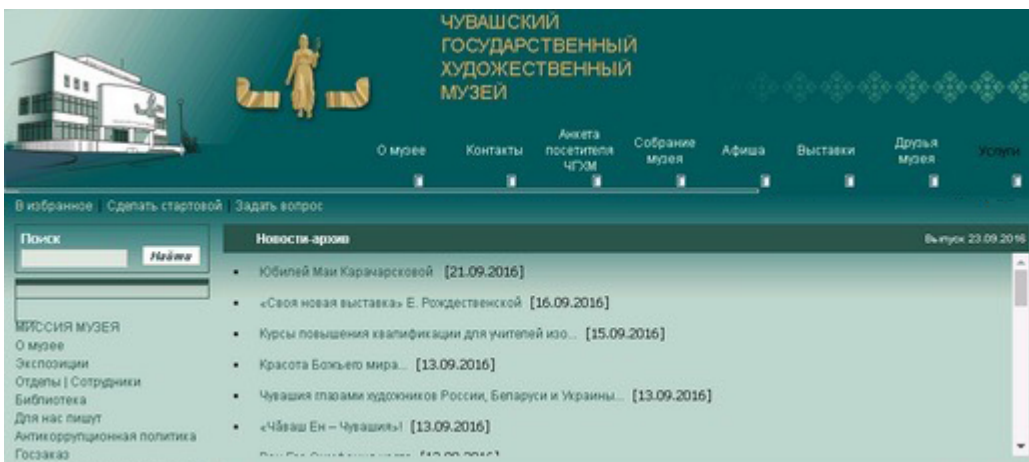 ЧУВАШСКИЙ
ГОСУДАРСТВЕННЫЙ
ХУДОЖЕСТВЕННЫЙ
МУЗЕЙ
О музее
Контакты
Анкета
посетителя
ЧГХМ
Собрание
музея
Афиша
Выставки
Друзья
музея
Услуги
В избранное | Сделать стартовой | Задать вопрос
Поиск
Найти
МИССИЯ МУЗЕЯ
О музее
Экспозиции
Отделы | Сотрудники
Библиотека
Для нас пишут
Антикоррупционная политика
Госзаказ
Новости-архив
Выпуск 23.09.2016
Юбилей Маи Карачарсковой [21.09.2016]
«Своя новая выставка» Е. Рождественской [16.09.2016]
Курсы повышения квалификации для учителей изо... [15.09.2016]
Красота Божьего мира... [13.09.2016]
Чувашия глазами художников России, Беларуси и Украины... [13.09.2016]
«Чăваш Ен – Чувашия»! [13.09.2016]